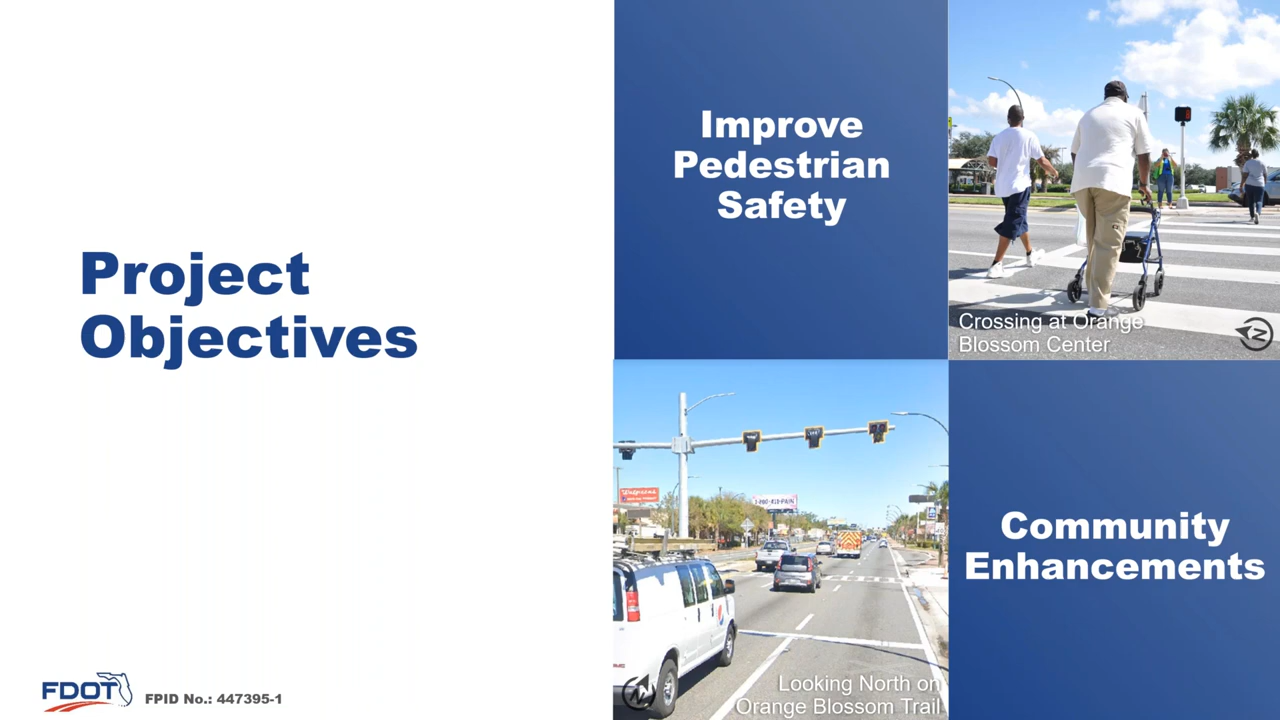 Project
Objectives
Improve
Pedestrian
Safety
Crossing at Orange
Blossom Center
Z
Walgreens
Looking North on
Orange Blossom Trail
Community
Enhancements
FDOT
FPID No.: 447395-1